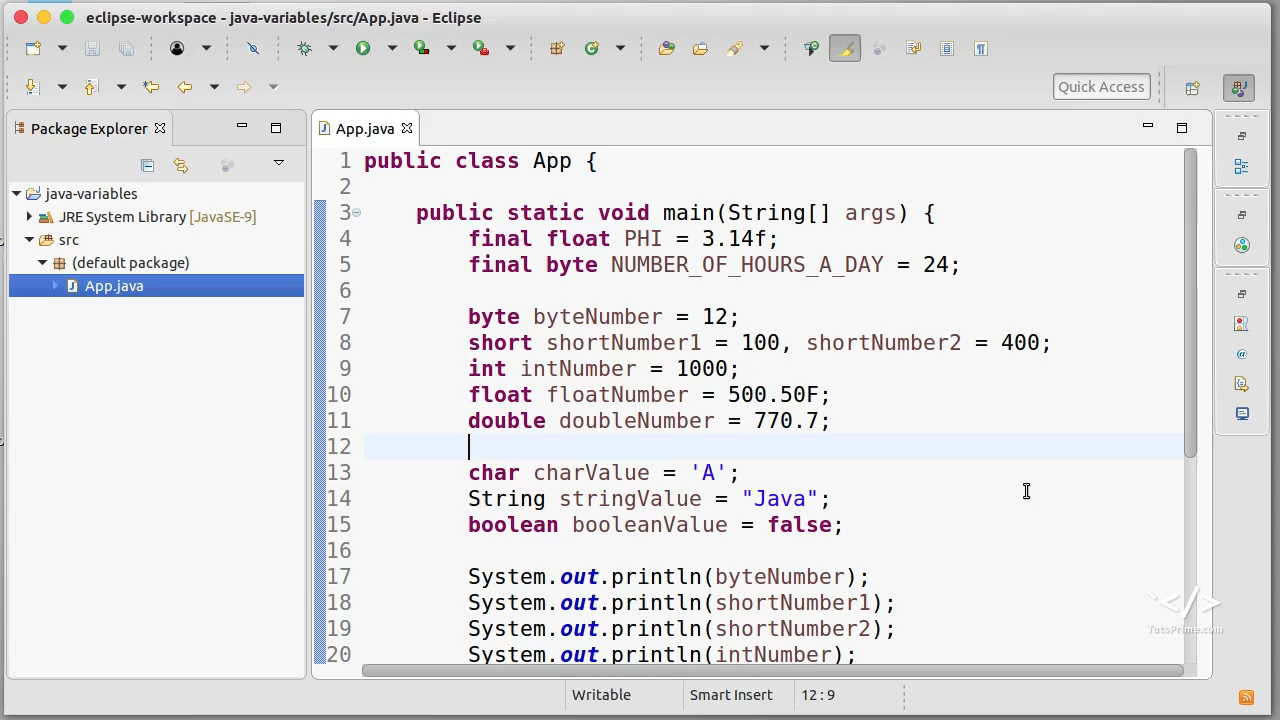 eclipse-workspace - java-variables/src/App.java - Eclipse
Quick Access
Package Explorer
java-variables
JRE System Library [JavaSE-9]
src
(default package)
App.java
App.java
1 public class App {
2
3 public static void main(String[] args) {
4 final float PHI = 3.14f;
5 final byte NUMBER_OF_HOURS_A_DAY = 24;
6
7 byte byteNumber = 12;
8 short shortNumber1 = 100, shortNumber2 = 400;
9 int intNumber = 1000;
10 float floatNumber = 500.50F;
11 double doubleNumber = 770.7;
12
13 char charValue = 'A';
14 String stringValue = "Java";
15 boolean booleanValue = false;
16
17 System.out.println(byteNumber);
18 System.out.println(shortNumber1);
19 System.out.println(shortNumber2);
20 System.out.println(intNumber);
</>
TutsPrime.com
Writable
Smart Insert
12 : 9